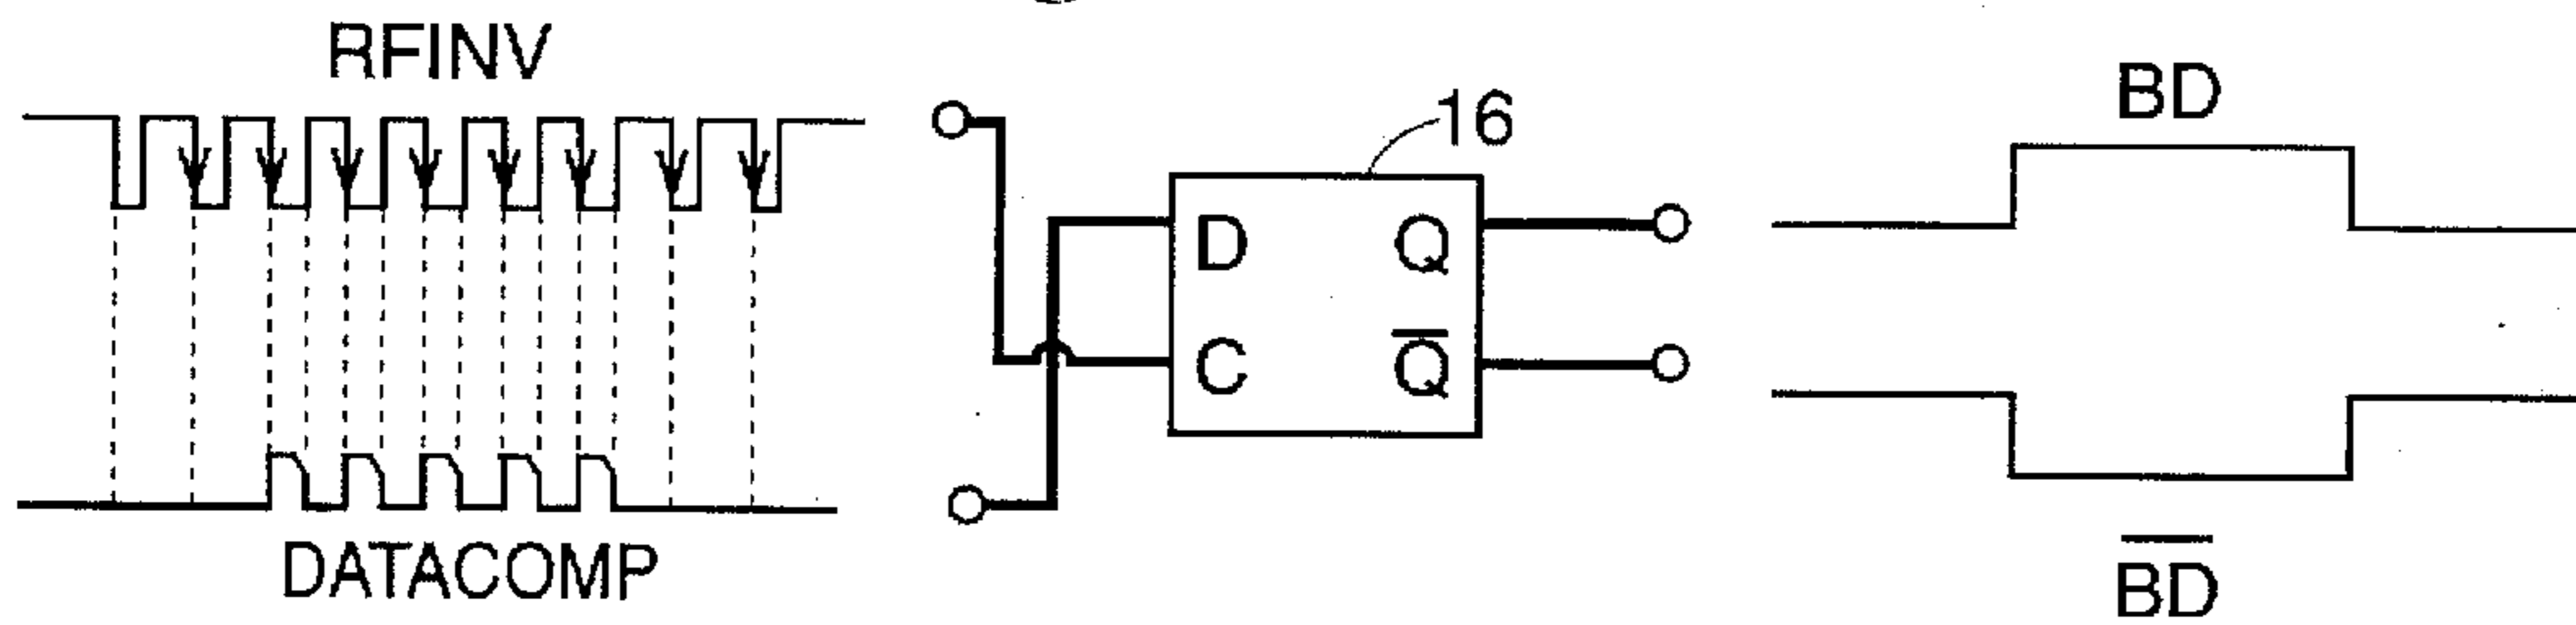 RFINV
16
BD
D Q
C Q̅
DATACOMP
B̅D̅